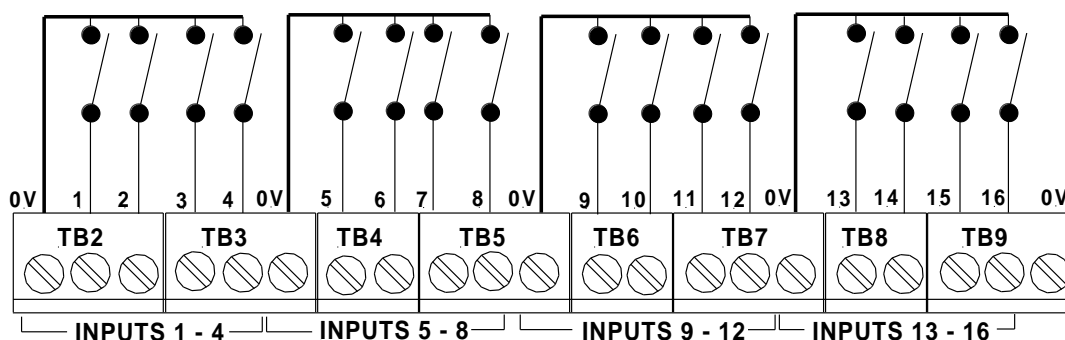 0V 1 2 3 4 0V 5 6 7 8 0V 9 10 11 12 0V 13 14 15 16 0V
TB2 TB3 TB4 TB5 TB6 TB7 TB8 TB9
INPUTS 1 - 4 INPUTS 5 - 8 INPUTS 9 - 12 INPUTS 13 - 16